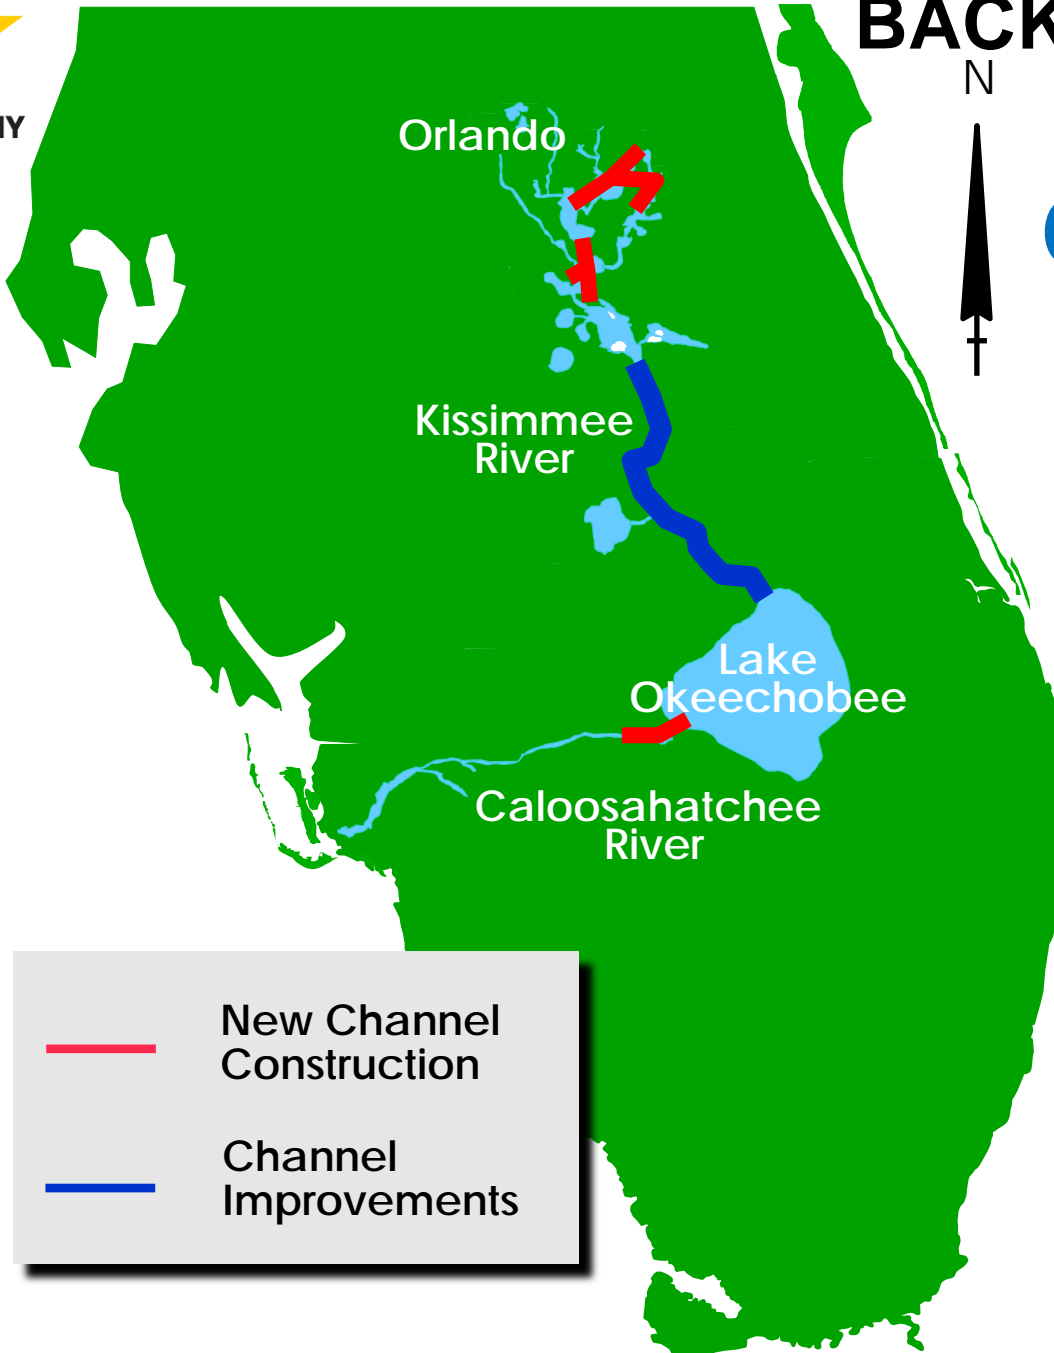 BACK
N
Orlando
Kissimmee
River
Lake
Okeechobee
Caloosahatchee
River
New Channel
Construction
Channel
Improvements